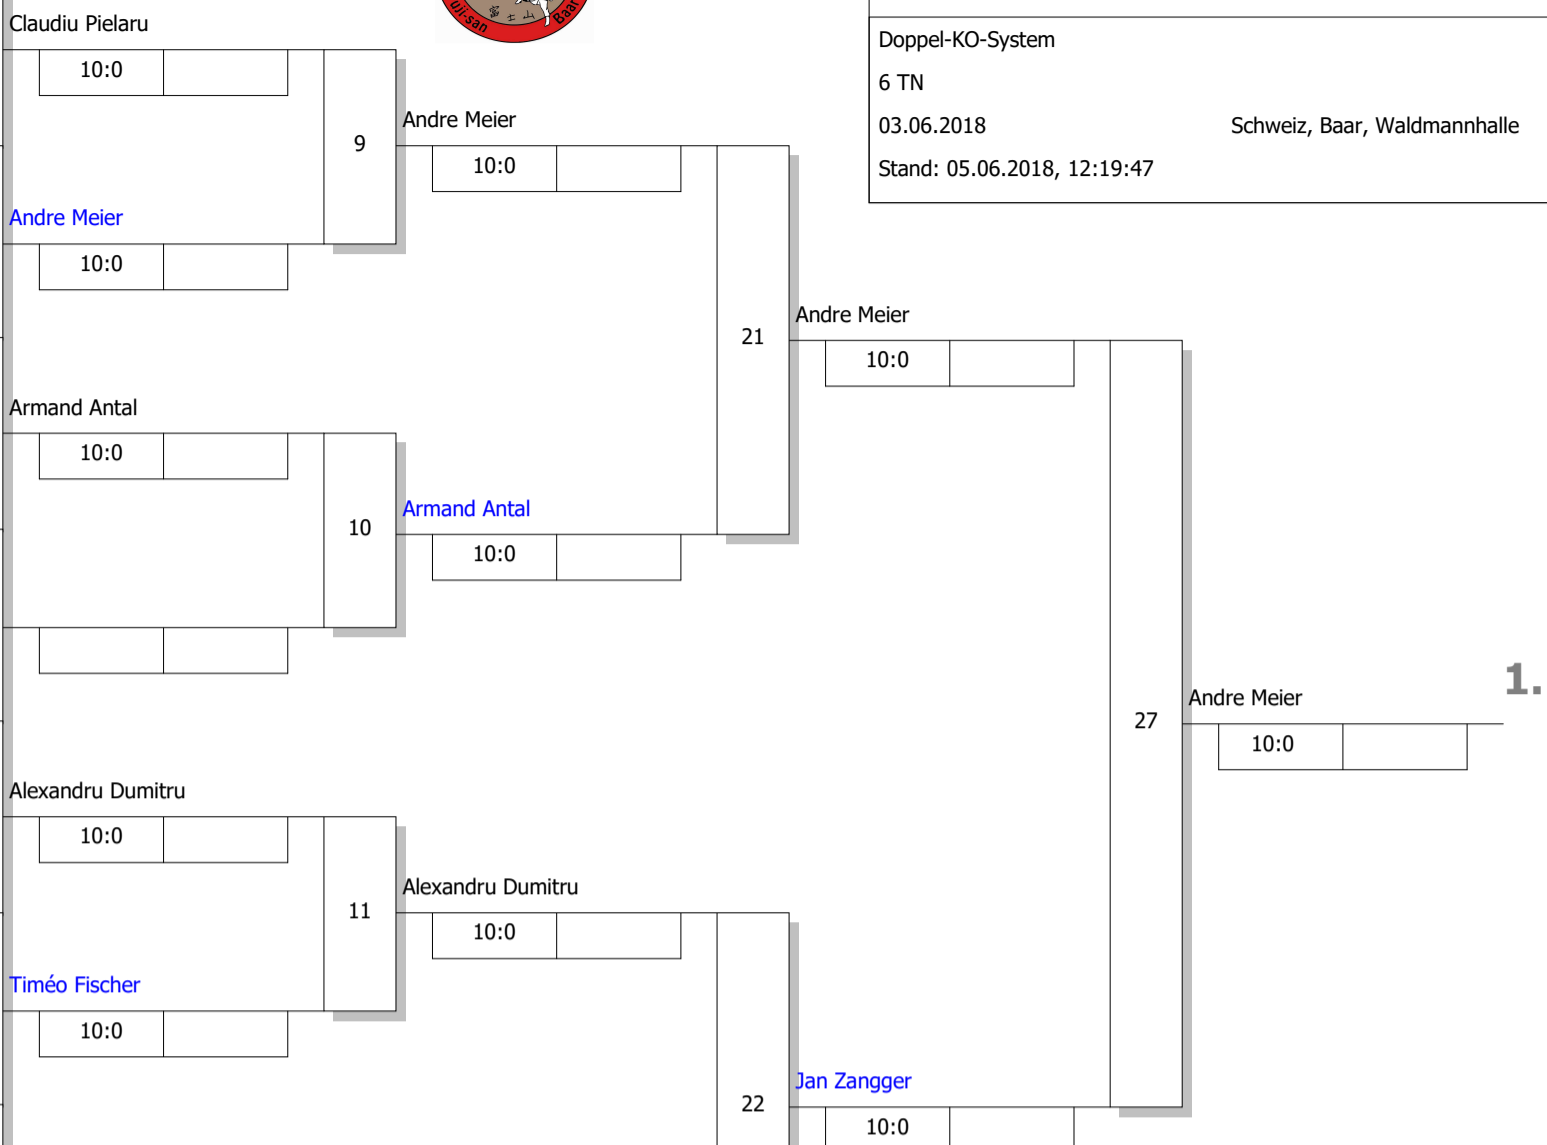 uji-san Baar
Doppel-KO-System
6 TN
03.06.2018 Schweiz, Baar, Waldmannhalle
Stand: 05.06.2018, 12:19:47
Claudiu Pielaru
10:0
9
Andre Meier
10:0
Andre Meier
10:0
21
Andre Meier
10:0
Armand Antal
10:0
10
Armand Antal
10:0
1.
27
Andre Meier
10:0
Alexandru Dumitru
10:0
11
Alexandru Dumitru
10:0
Timéo Fischer
10:0
22
Jan Zangger
10:0